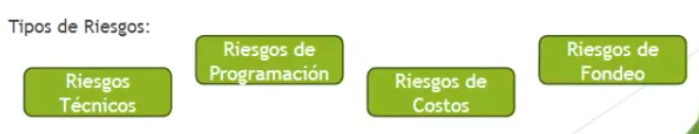 Tipos de Riesgos:
Riesgos
Técnicos
Riesgos de
Programación
Riesgos de
Costos
Riesgos de
Fondeo